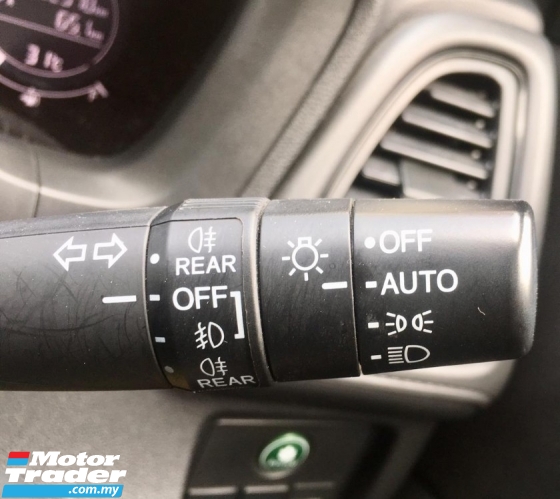 REAR
OFF
REAR
OFF
AUTO
Motor
Trader
.com.my